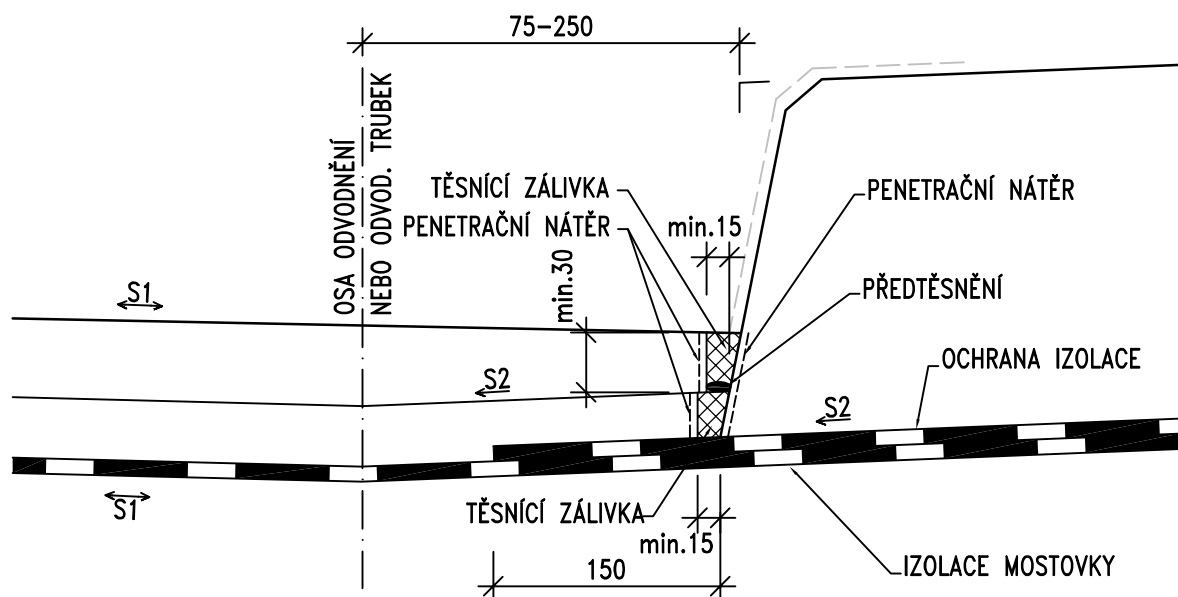 75-250
OSA ODVODNĚNÍ
NEBO ODVOD. TRUBEK
TĚSNÍCÍ ZÁLIVKA
PENETRAČNÍ NÁTĚR
PENETRAČNÍ NÁTĚR
min.15
min.30
PŘEDTĚSNĚNÍ
S1
OCHRANA IZOLACE
S2
S2
S1
TĚSNÍCÍ ZÁLIVKA
min.15
150
IZOLACE MOSTOVKY